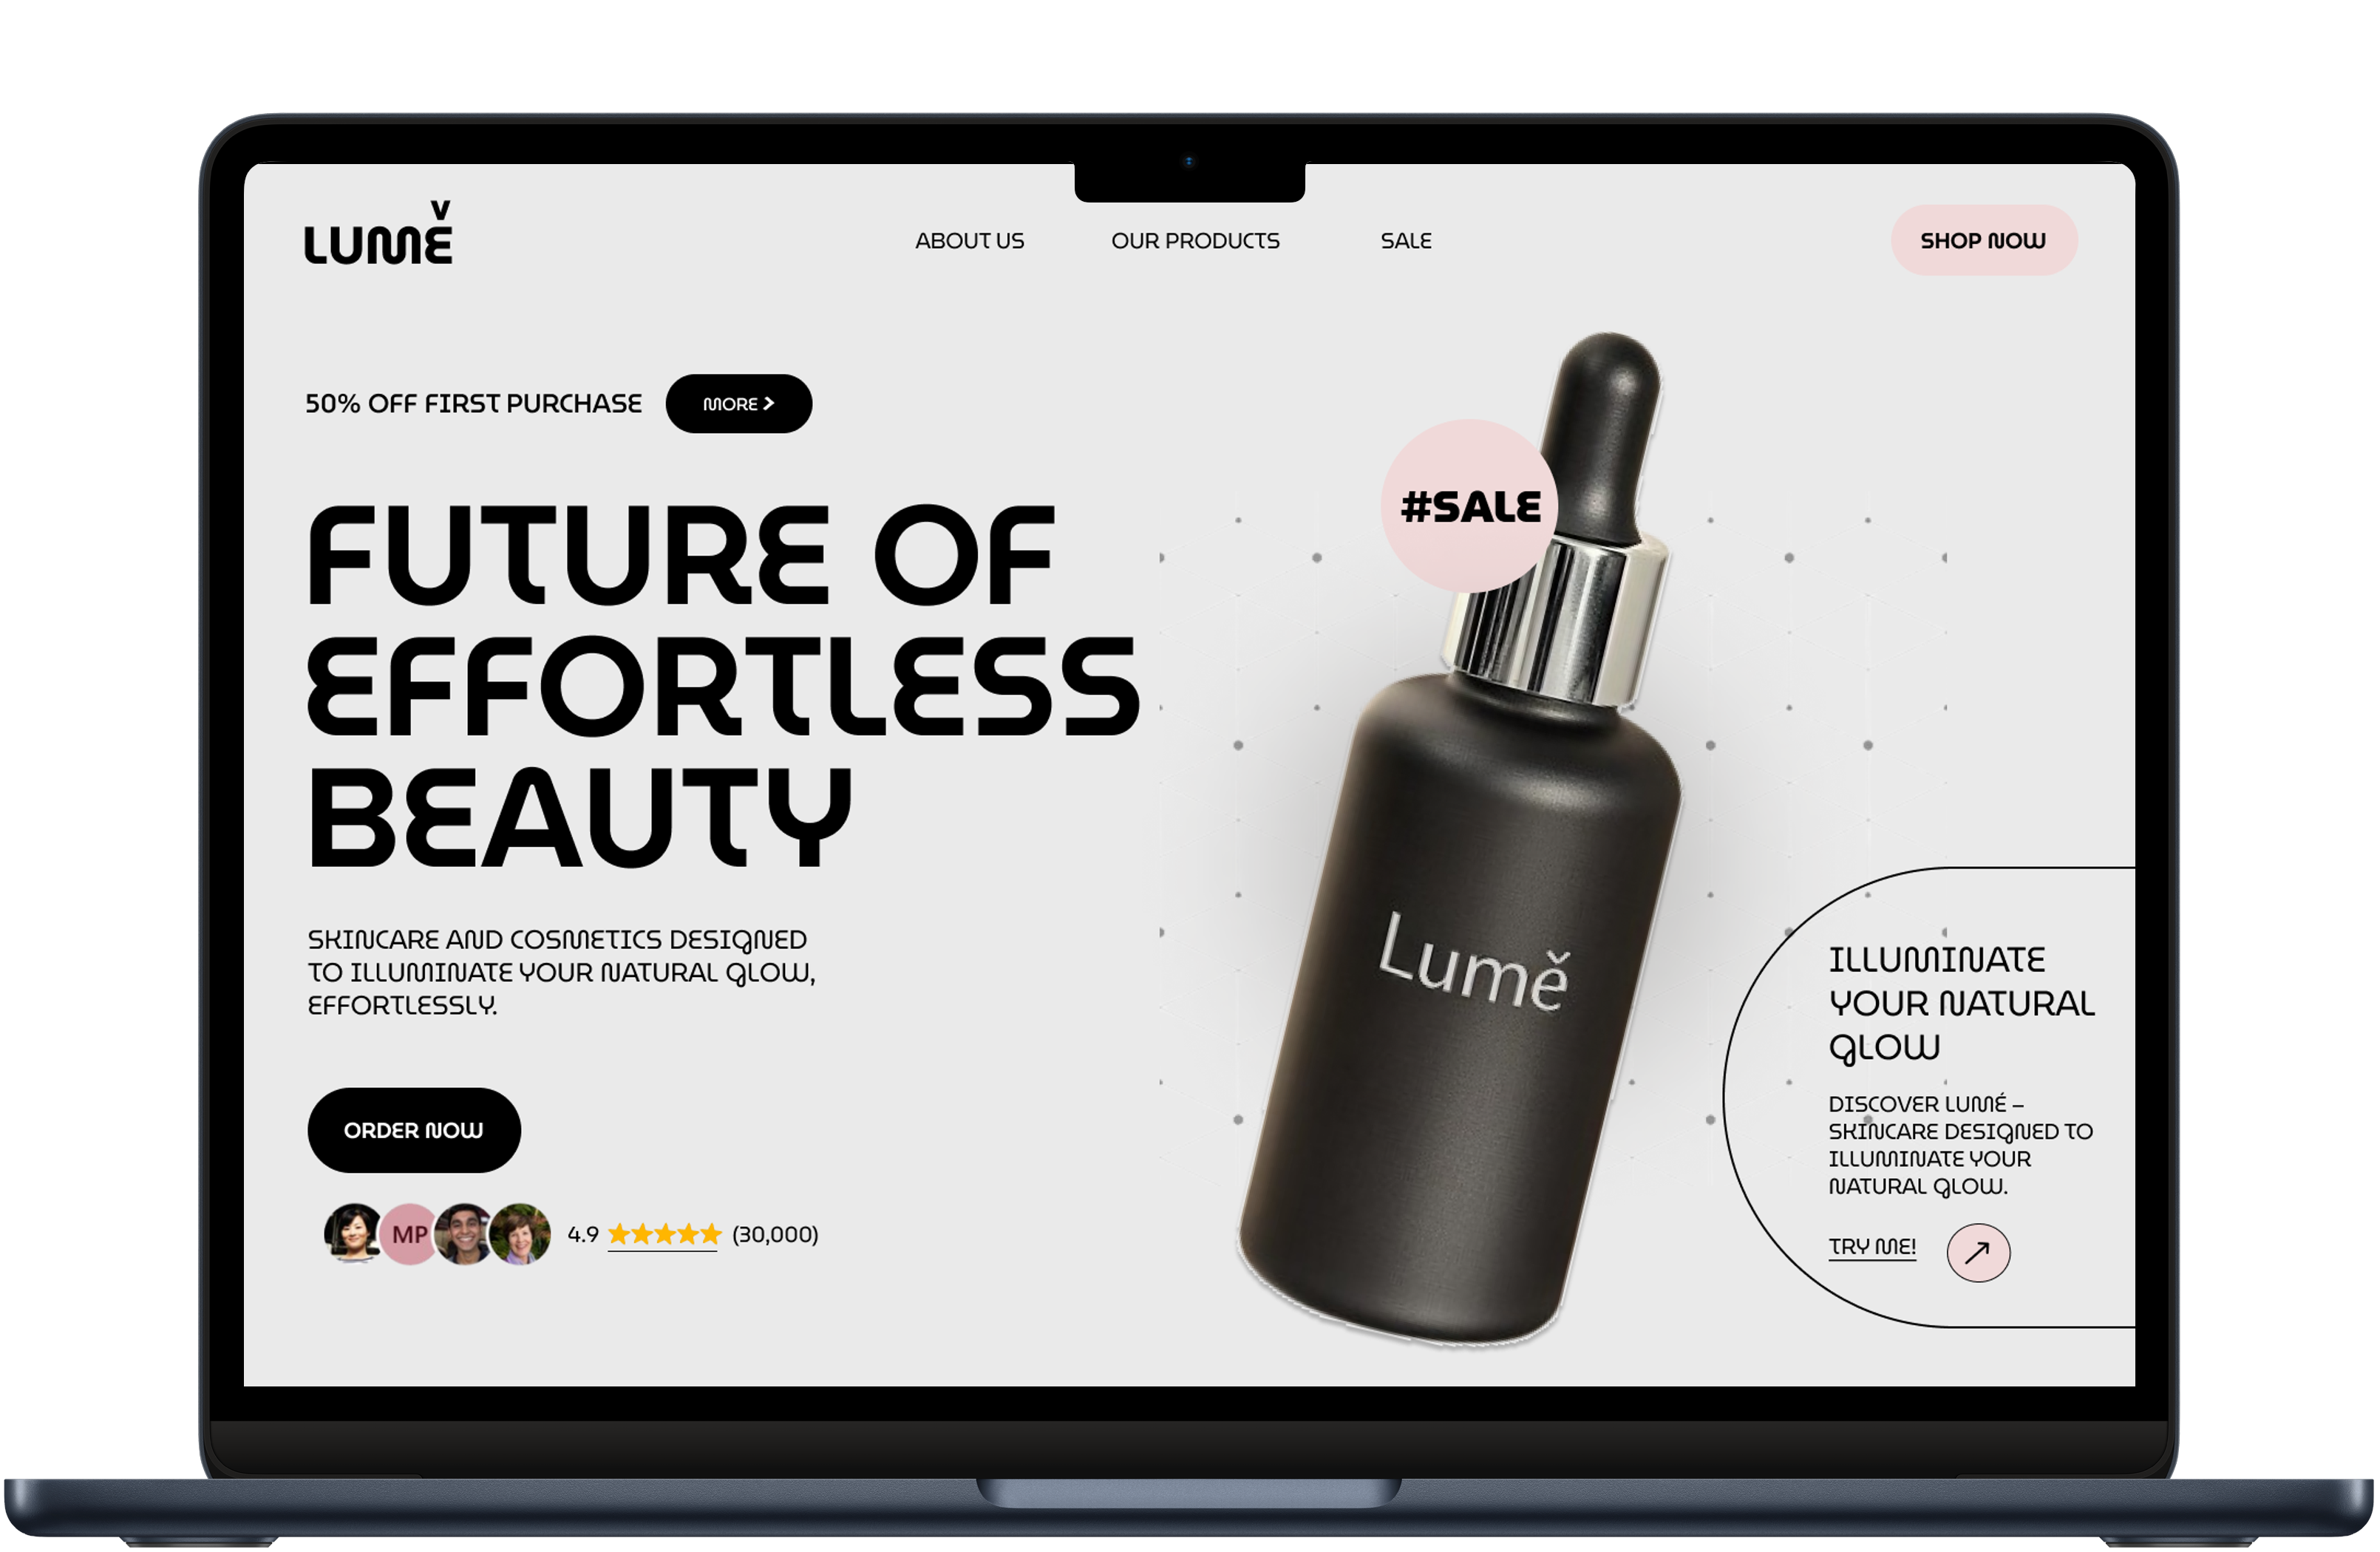 LUMĚ
ABOUT US
OUR PRODUCTS
SALE
SHOP NOW
50% OFF FIRST PURCHASE
MORE >
FUTURE OF
EFFORTLESS
BEAUTY
SKINCARE AND COSMETICS DESIGNED
TO ILLUMINATE YOUR NATURAL GLOW,
EFFORTLESSLY.
ORDER NOW
MP
4.9 ★★★★★ (30,000)
#SALE
Lumě
ILLUMINATE
YOUR NATURAL
GLOW
DISCOVER LUMÉ –
SKINCARE DESIGNED TO
ILLUMINATE YOUR
NATURAL GLOW.
TRY ME!